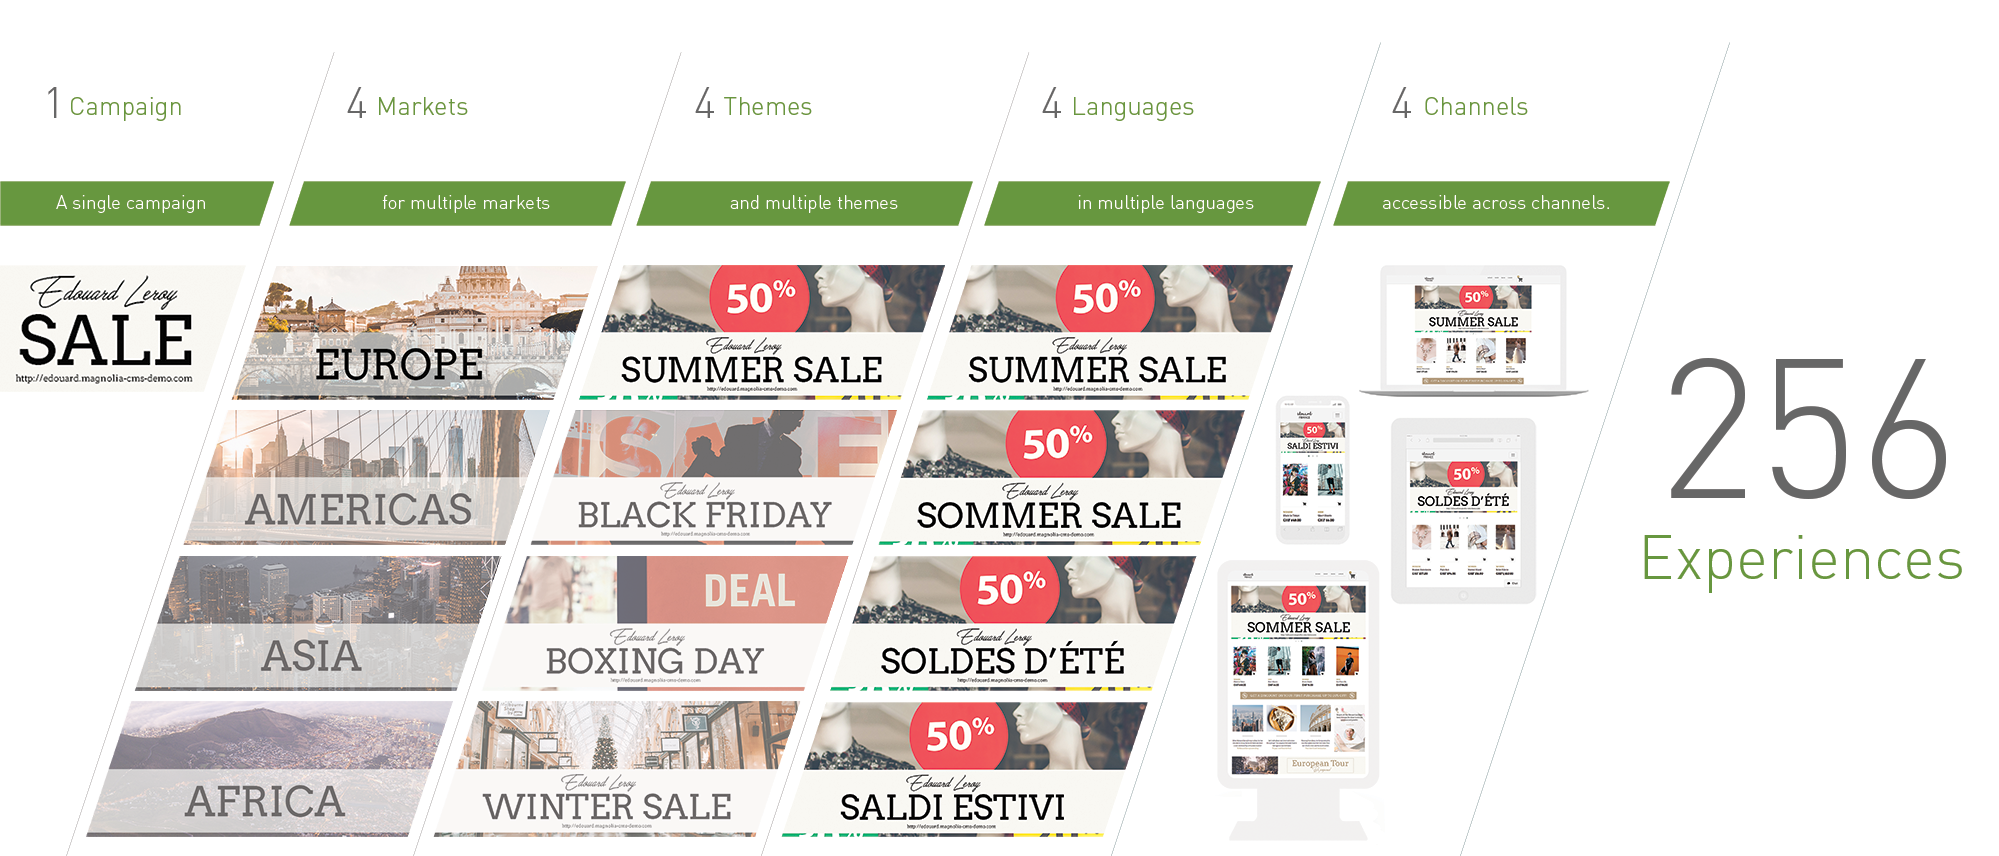 1 Campaign
4 Markets
4 Themes
4 Languages
4 Channels
A single campaign
for multiple markets
and multiple themes
in multiple languages
accessible across channels.
Edouard Leroy
SALE
http://edouard.magnolia-cms-demo.com
EUROPE
AMERICAS
ASIA
AFRICA
50%
Edouard Leroy
SUMMER SALE
http://edouard.magnolia-cms-demo.com
SALE
Edouard Leroy
BLACK FRIDAY
http://edouard.magnolia-cms-demo.com
DEAL
Edouard Leroy
BOXING DAY
http://edouard.magnolia-cms-demo.com
Edouard Leroy
WINTER SALE
http://edouard.magnolia-cms-demo.com
50%
Edouard Leroy
SUMMER SALE
http://edouard.magnolia-cms-demo.com
50%
Edouard Leroy
SOMMER SALE
http://edouard.magnolia-cms-demo.com
50%
Edouard Leroy
SOLDES D'ÉTÉ
http://edouard.magnolia-cms-demo.com
50%
Edouard Leroy
SALDI ESTIVI
http://edouard.magnolia-cms-demo.com
50%
Edouard Leroy
SUMMER SALE
50%
SALDI ESTIVI
50%
Edouard Leroy
SOLDES D'ÉTÉ
50%
Edouard Leroy
SOMMER SALE
European Tour
256
Experiences